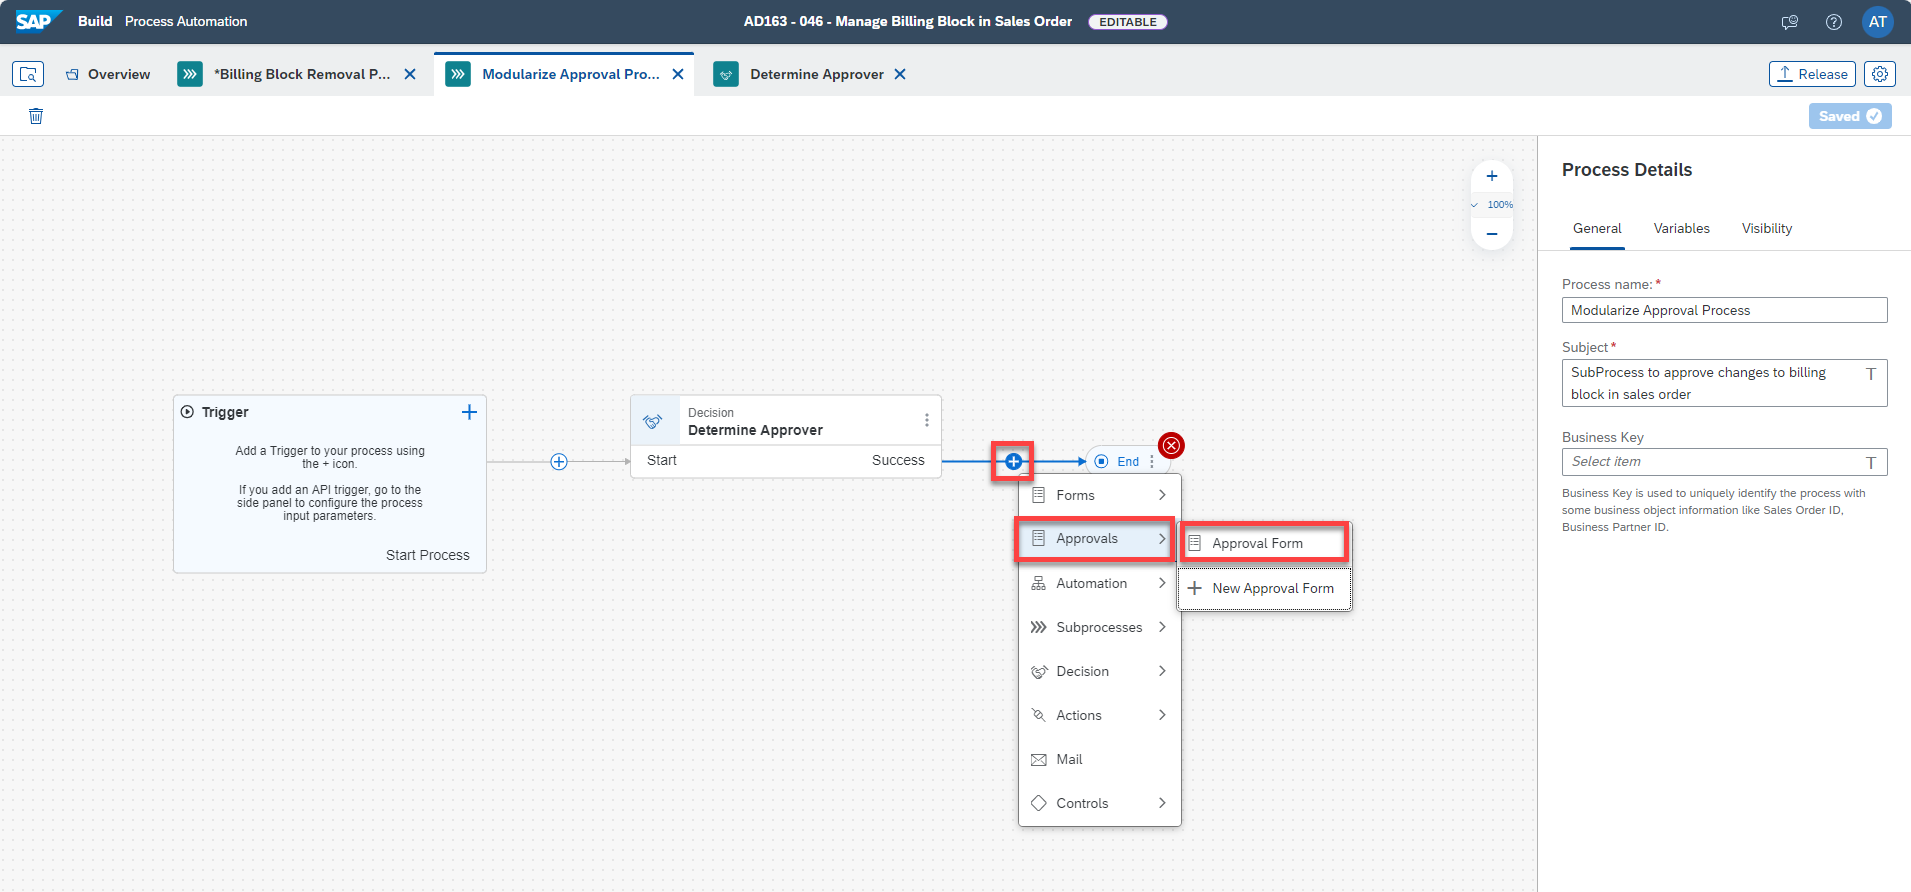 SAP Build Process Automation
AD163 - 046 - Manage Billing Block in Sales Order EDITABLE
AT
Overview
*Billing Block Removal P...
Modularize Approval Pro...
Determine Approver
Release
Saved
100%
Trigger
Add a Trigger to your process using
the + icon.
If you add an API trigger, go to the
side panel to configure the process
input parameters.
Start Process
Decision
Determine Approver
Start
Success
End
Forms
Approvals
Automation
Subprocesses
Decision
Actions
Mail
Controls
Approval Form
New Approval Form
Process Details
General
Variables
Visibility
Process name: *
Modularize Approval Process
Subject *
SubProcess to approve changes to billing
block in sales order
Business Key
Select item
Business Key is used to uniquely identify the process with
some business object information like Sales Order ID,
Business Partner ID.